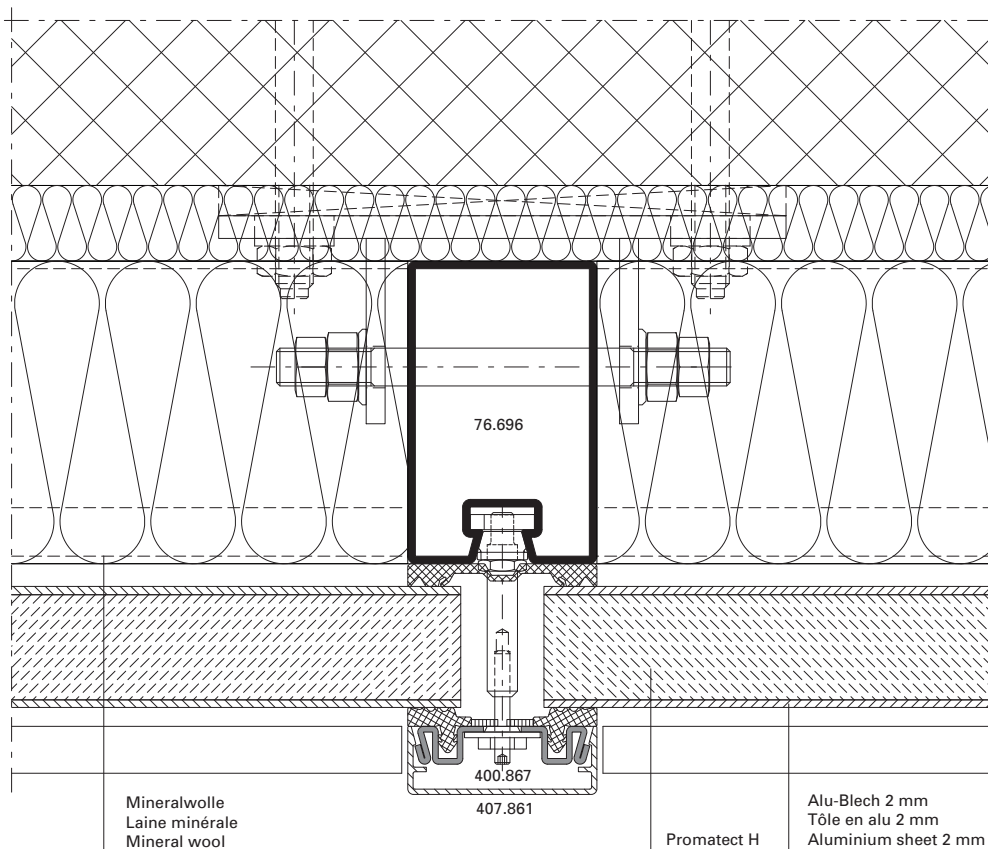 76.696
400.867
407.861
Mineralwolle
Laine minérale
Mineral wool
Promatect H
Alu-Blech 2 mm
Tôle en alu 2 mm
Aluminium sheet 2 mm